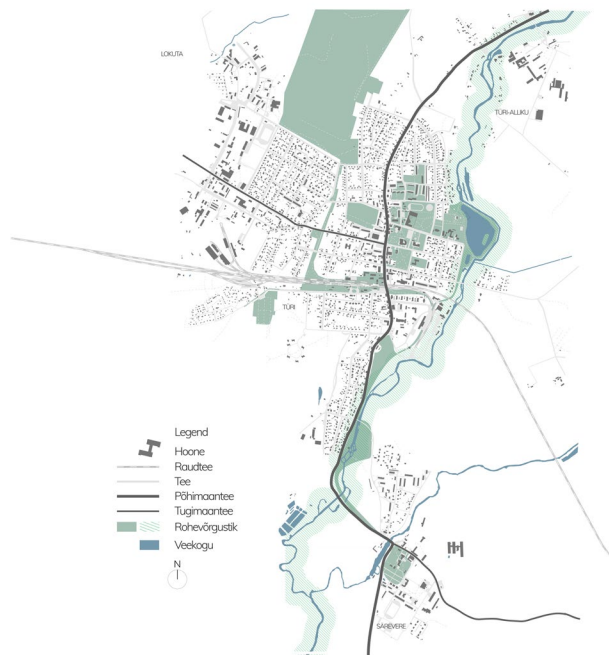 LOKUTA
TÜRI-ALLIKU
TÜRI
Legend
Hoone
Raudtee
Tee
Põhimaantee
Tugimaantee
Rohevõrgustik
Veekogu
N
SÄREVERE